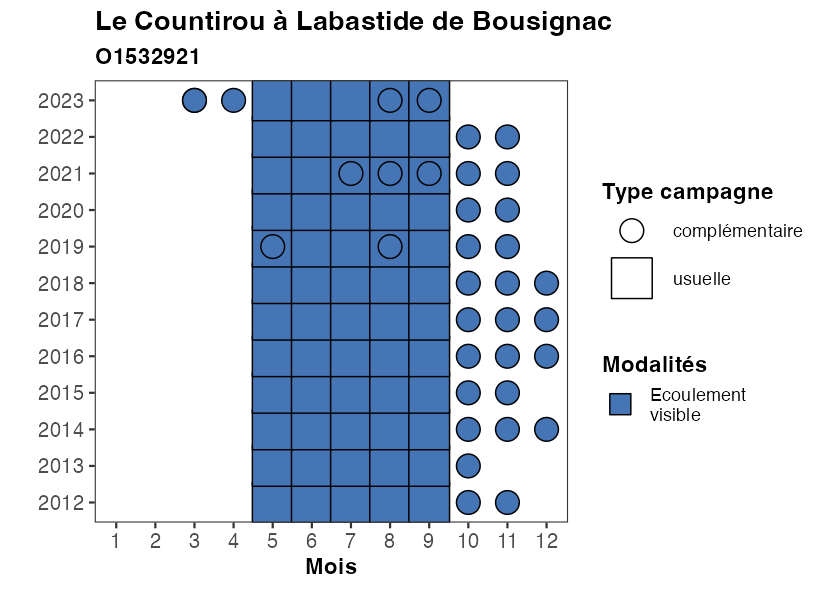 Le Countirou à Labastide de Bousignac
O1532921
2023
2022
2021
2020
2019
2018
2017
2016
2015
2014
2013
2012
1 2 3 4 5 6 7 8 9 10 11 12
Mois
Type campagne
complémentaire
usuelle
Modalités
Ecoulement
visible